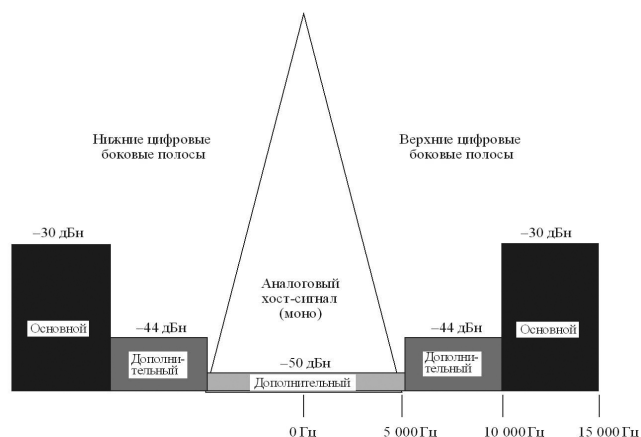 Нижние цифровые
боковые полосы
Верхние цифровые
боковые полосы
–30 дБн
–30 дБн
Аналоговый
хост-сигнал
(моно)
–44 дБн
–44 дБн
Основной
Основной
Дополни-
тельный
Дополни-
тельный
–50 дБн
Дополнительный
0 Гц
5 000 Гц
10 000 Гц
15 000 Гц